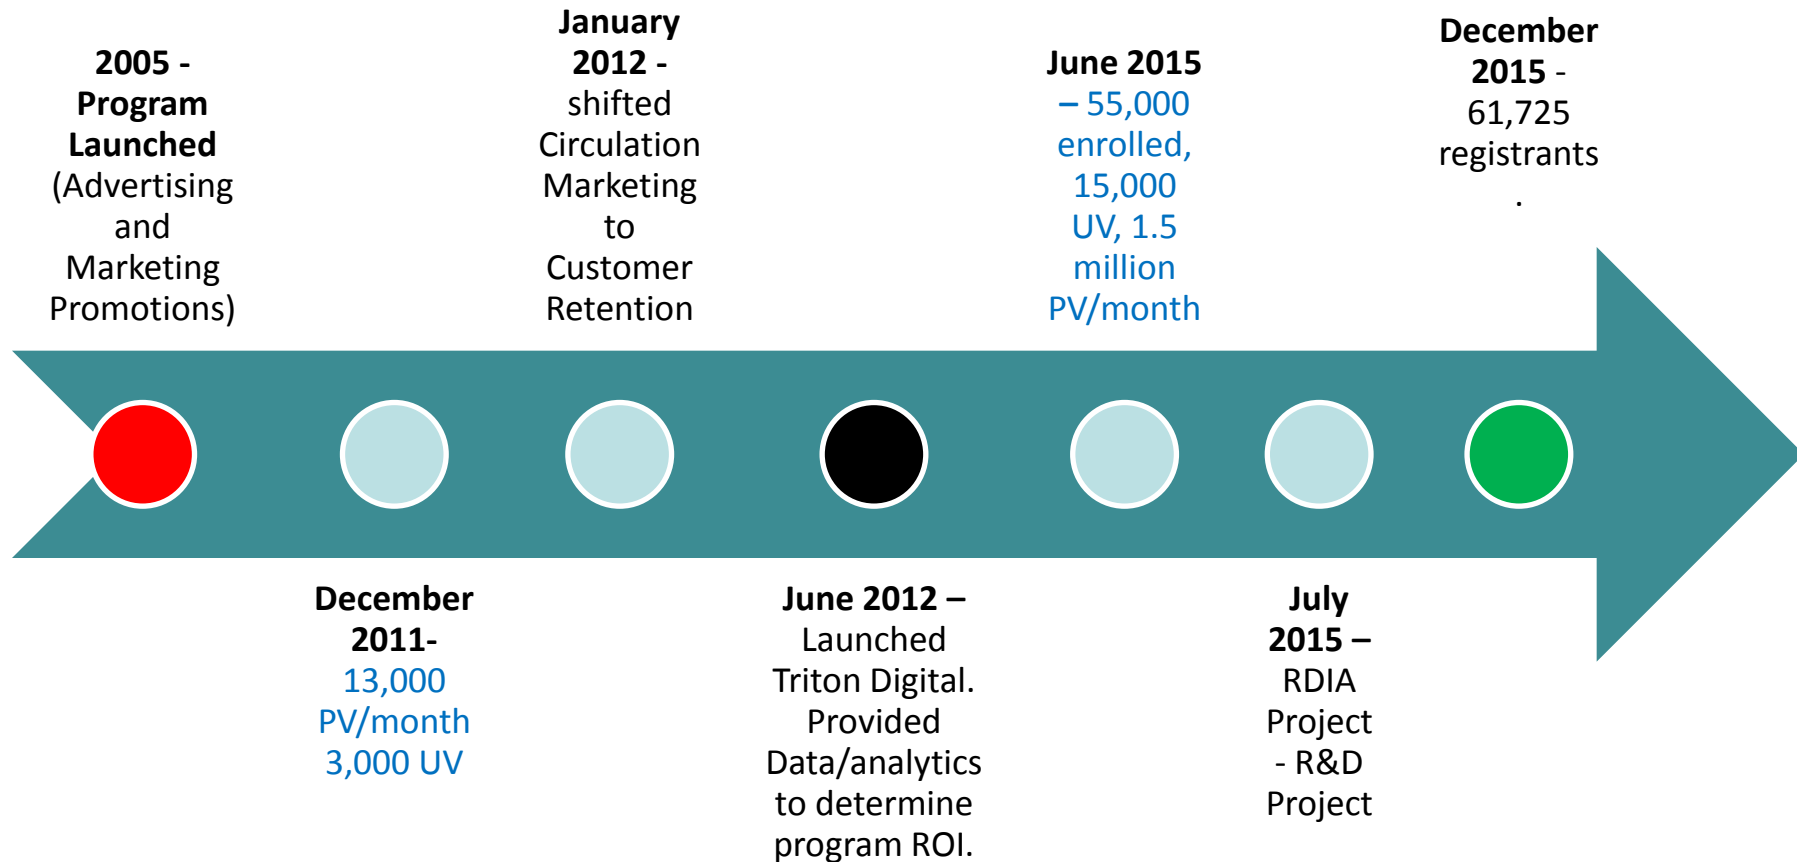 2005 -
Program
Launched
(Advertising
and
Marketing
Promotions)
December
2011-
13,000
PV/month
3,000 UV
January
2012 -
shifted
Circulation
Marketing
to
Customer
Retention
June 2012 –
Launched
Triton Digital.
Provided
Data/analytics
to determine
program ROI.
June 2015
– 55,000
enrolled,
15,000
UV, 1.5
million
PV/month
July
2015 –
RDIA
Project
- R&D
Project
December
2015 -
61,725
registrants
.